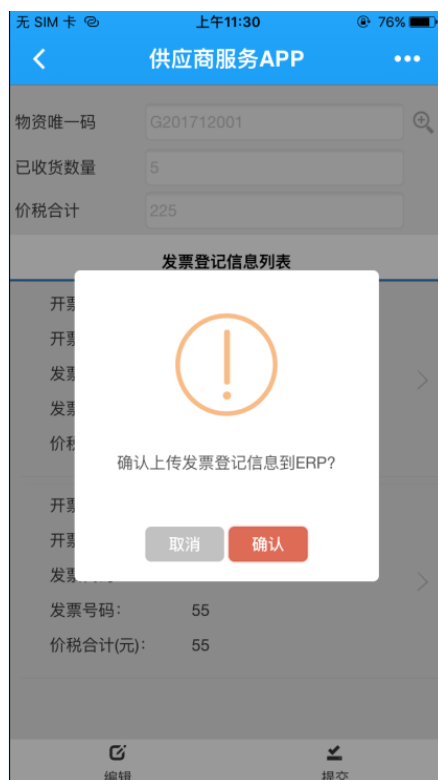 无 SIM 卡 上午11:30 76%
供应商服务APP
物资唯一码 G201712001
已收货数量 5
价税合计 225
发票登记信息列表
开票
开票
发票
发票
价税
确认上传发票登记信息到ERP?
取消 确认
开票
开票
发票
发票号码: 55
价税合计(元): 55
编辑 提交